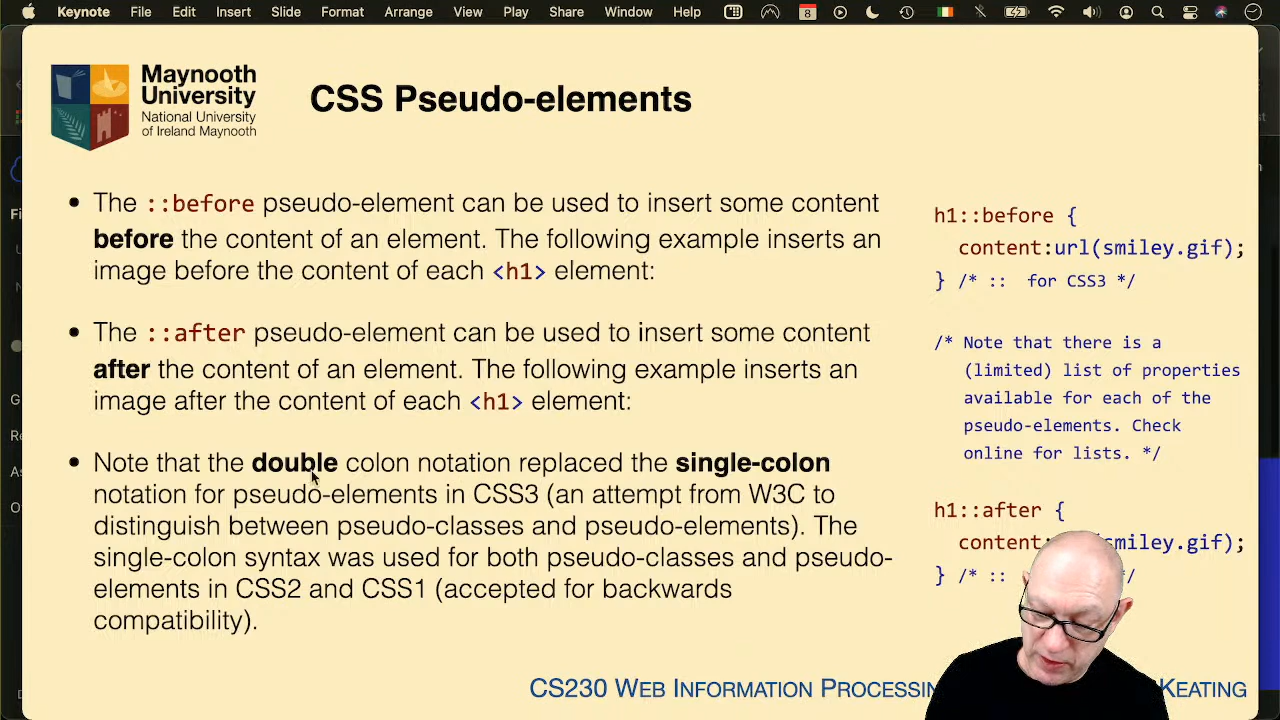 Keynote File Edit Insert Slide Format Arrange View Play Share Window Help 8
Maynooth
University
National University
of Ireland Maynooth
CSS Pseudo-elements
• The ::before pseudo-element can be used to insert some content
before the content of an element. The following example inserts an
image before the content of each <h1> element:
• The ::after pseudo-element can be used to insert some content
after the content of an element. The following example inserts an
image after the content of each <h1> element:
• Note that the double colon notation replaced the single-colon
notation for pseudo-elements in CSS3 (an attempt from W3C to
distinguish between pseudo-classes and pseudo-elements). The
single-colon syntax was used for both pseudo-classes and pseudo-
elements in CSS2 and CSS1 (accepted for backwards
compatibility).
h1::before {
content:url(smiley.gif);
} /* :: for CSS3 */
/* Note that there is a
(limited) list of properties
available for each of the
pseudo-elements. Check
online for lists. */
h1::after {
content: smiley.gif);
} /* :: */
CS230 WEB INFORMATION KEATING